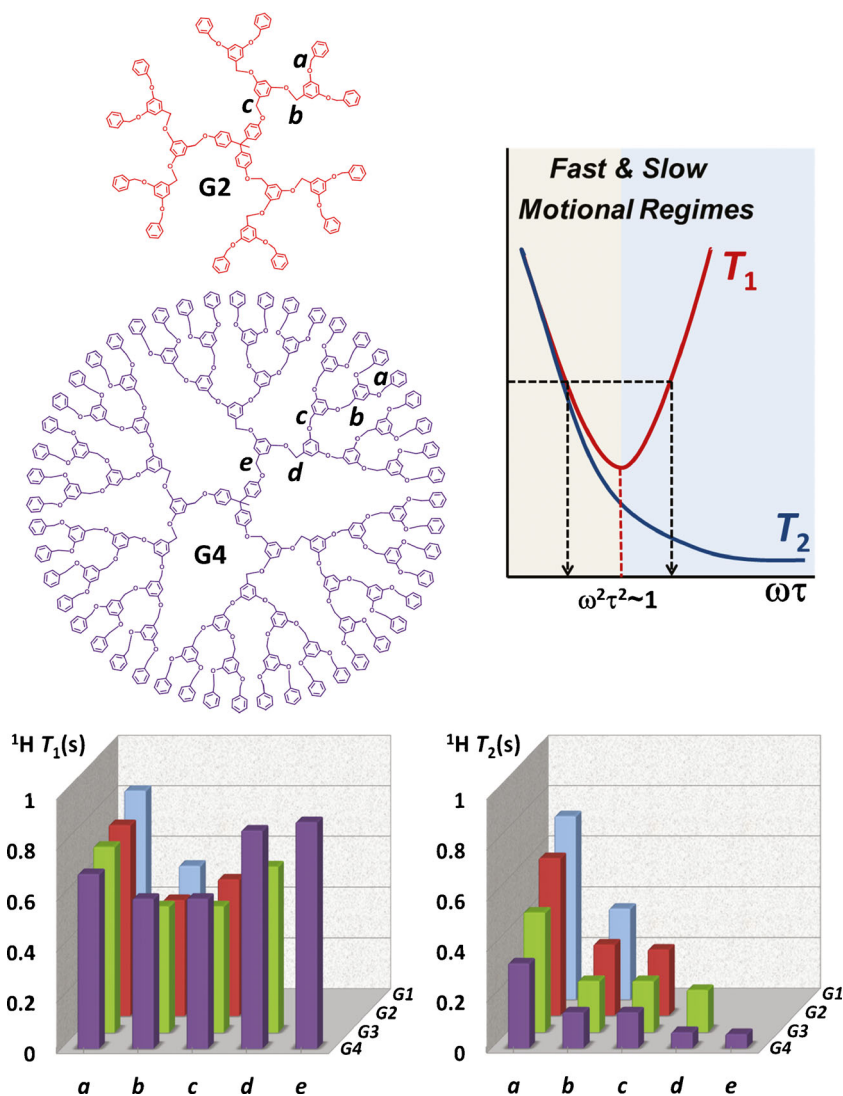 a
c
b
G2
Fast & Slow
Motional Regimes
T1
T2
ω²τ²~1
ωτ
a
c
b
e
d
G4
¹H T1(s)
1
0.8
0.6
0.4
0.2
0
G1
G2
G3
G4
a b c d e
¹H T2(s)
1
0.8
0.6
0.4
0.2
0
G1
G2
G3
G4
a b c d e